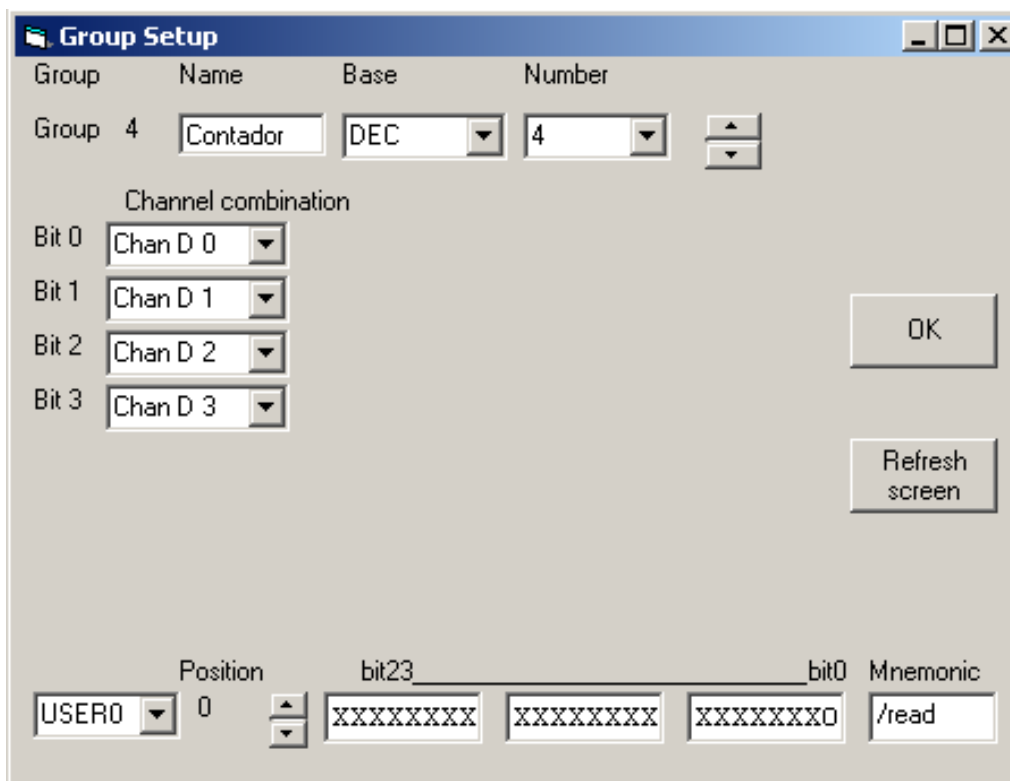 Group Setup
Group Name Base Number
Group 4 Contador DEC 4
Channel combination
Bit 0 Chan D 0
Bit 1 Chan D 1
Bit 2 Chan D 2
Bit 3 Chan D 3
OK
Refresh
screen
Position bit23_____bit0 Mnemonic
USER0 0 XXXXXXXX XXXXXXXX XXXXXXX0 /read